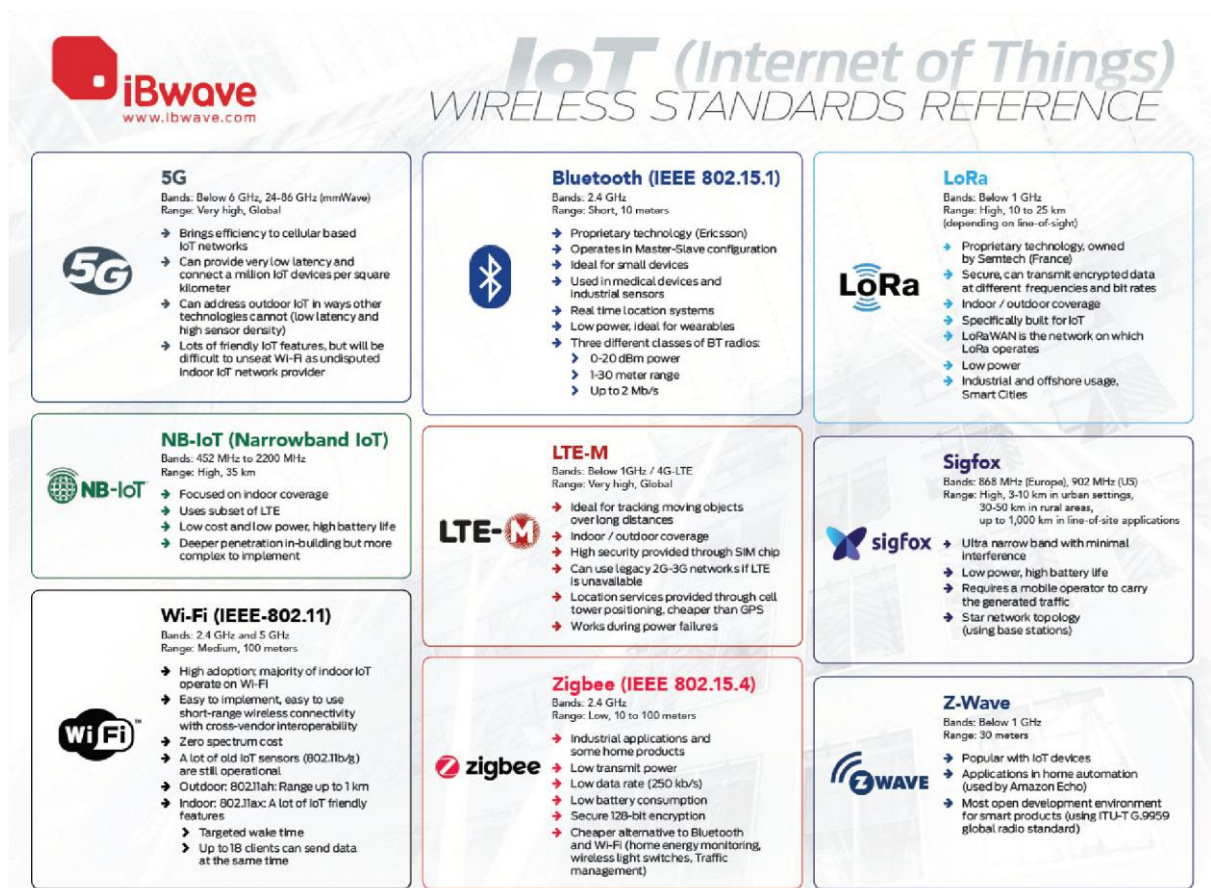 iBwave
www.ibwave.com
IoT (Internet of Things)
WIRELESS STANDARDS REFERENCE
5G
Bands: Below 6 GHz, 24-86 GHz (mmWave)
Range: Very high, Global
5G
Brings efficiency to cellular based
IoT networks
Can provide very low latency and
connect a million IoT devices per square
kilometer
Can address outdoor IoT in ways other
technologies cannot (low latency and
high sensor density)
Lots of friendly IoT features, but will be
difficult to unseat Wi-Fi as undisputed
indoor IoT network provider
NB-IoT (Narrowband IoT)
Bands: 452 MHz to 2200 MHz
Range: High, 35 km
NB-IoT
Focused on indoor coverage
Uses subset of LTE
Low cost and low power, high battery life
Deeper penetration in-building but more
complex to implement
Wi-Fi (IEEE-802.11)
Bands: 2.4 GHz and 5 GHz
Range: Medium, 100 meters
Wi Fi TM
High adoption; majority of indoor IoT
operate on Wi-Fi
Easy to implement, easy to use
short-range wireless connectivity
with cross-vendor interoperability
Zero spectrum cost
A lot of old IoT sensors (802.11b/g)
are still operational
Outdoor: 802.11ah: Range up to 1 km
Indoor: 802.11ax: A lot of IoT friendly
features
Targeted wake time
Up to 18 clients can send data
at the same time
Bluetooth (IEEE 802.15.1)
Bands: 2.4 GHz
Range: Short, 10 meters
Proprietary technology (Ericsson)
Operates in Master-Slave configuration
Ideal for small devices
Used in medical devices and
industrial sensors
Real time location systems
Low power, ideal for wearables
Three different classes of BT radios:
0-20 dBm power
1-30 meter range
Up to 2 Mb/s
LTE-M
Bands: Below 1GHz / 4G-LTE
Range: Very high, Global
LTE-M
Ideal for tracking moving objects
over long distances
Indoor / outdoor coverage
High security provided through SIM chip
Can use legacy 2G-3G networks if LTE
is unavailable
Location services provided through cell
tower positioning, cheaper than GPS
Works during power failures
Zigbee (IEEE 802.15.4)
Bands: 2.4 GHz
Range: Low, 10 to 100 meters
zigbee
Industrial applications and
some home products
Low transmit power
Low data rate (250 kb/s)
Low battery consumption
Secure 128-bit encryption
Cheaper alternative to Bluetooth
and Wi-Fi (home energy monitoring,
wireless light switches, Traffic
management)
LoRa
Bands: Below 1 GHz
Range: High, 10 to 25 km
(depending on line-of-sight)
LoRa
Proprietary technology, owned
by Semtech (France)
Secure, can transmit encrypted data
at different frequencies and bit rates
Indoor / outdoor coverage
Specifically built for IoT
LoRaWAN is the network on which
LoRa operates
Low power
Industrial and offshore usage,
Smart Cities
Sigfox
Bands: 868 MHz (Europe), 902 MHz (US)
Range: High, 3-10 km in urban settings,
30-50 km in rural areas,
up to 1,000 km in line-of-site applications
sigfox
Ultra narrow band with minimal
interference
Low power, high battery life
Requires a mobile operator to carry
the generated traffic
Star network topology
(using base stations)
Z-Wave
Bands: Below 1 GHz
Range: 30 meters
Z WAVE
Popular with IoT devices
Applications in home automation
(used by Amazon Echo)
Most open development environment
for smart products (using ITU-T G.9959
global radio standard)